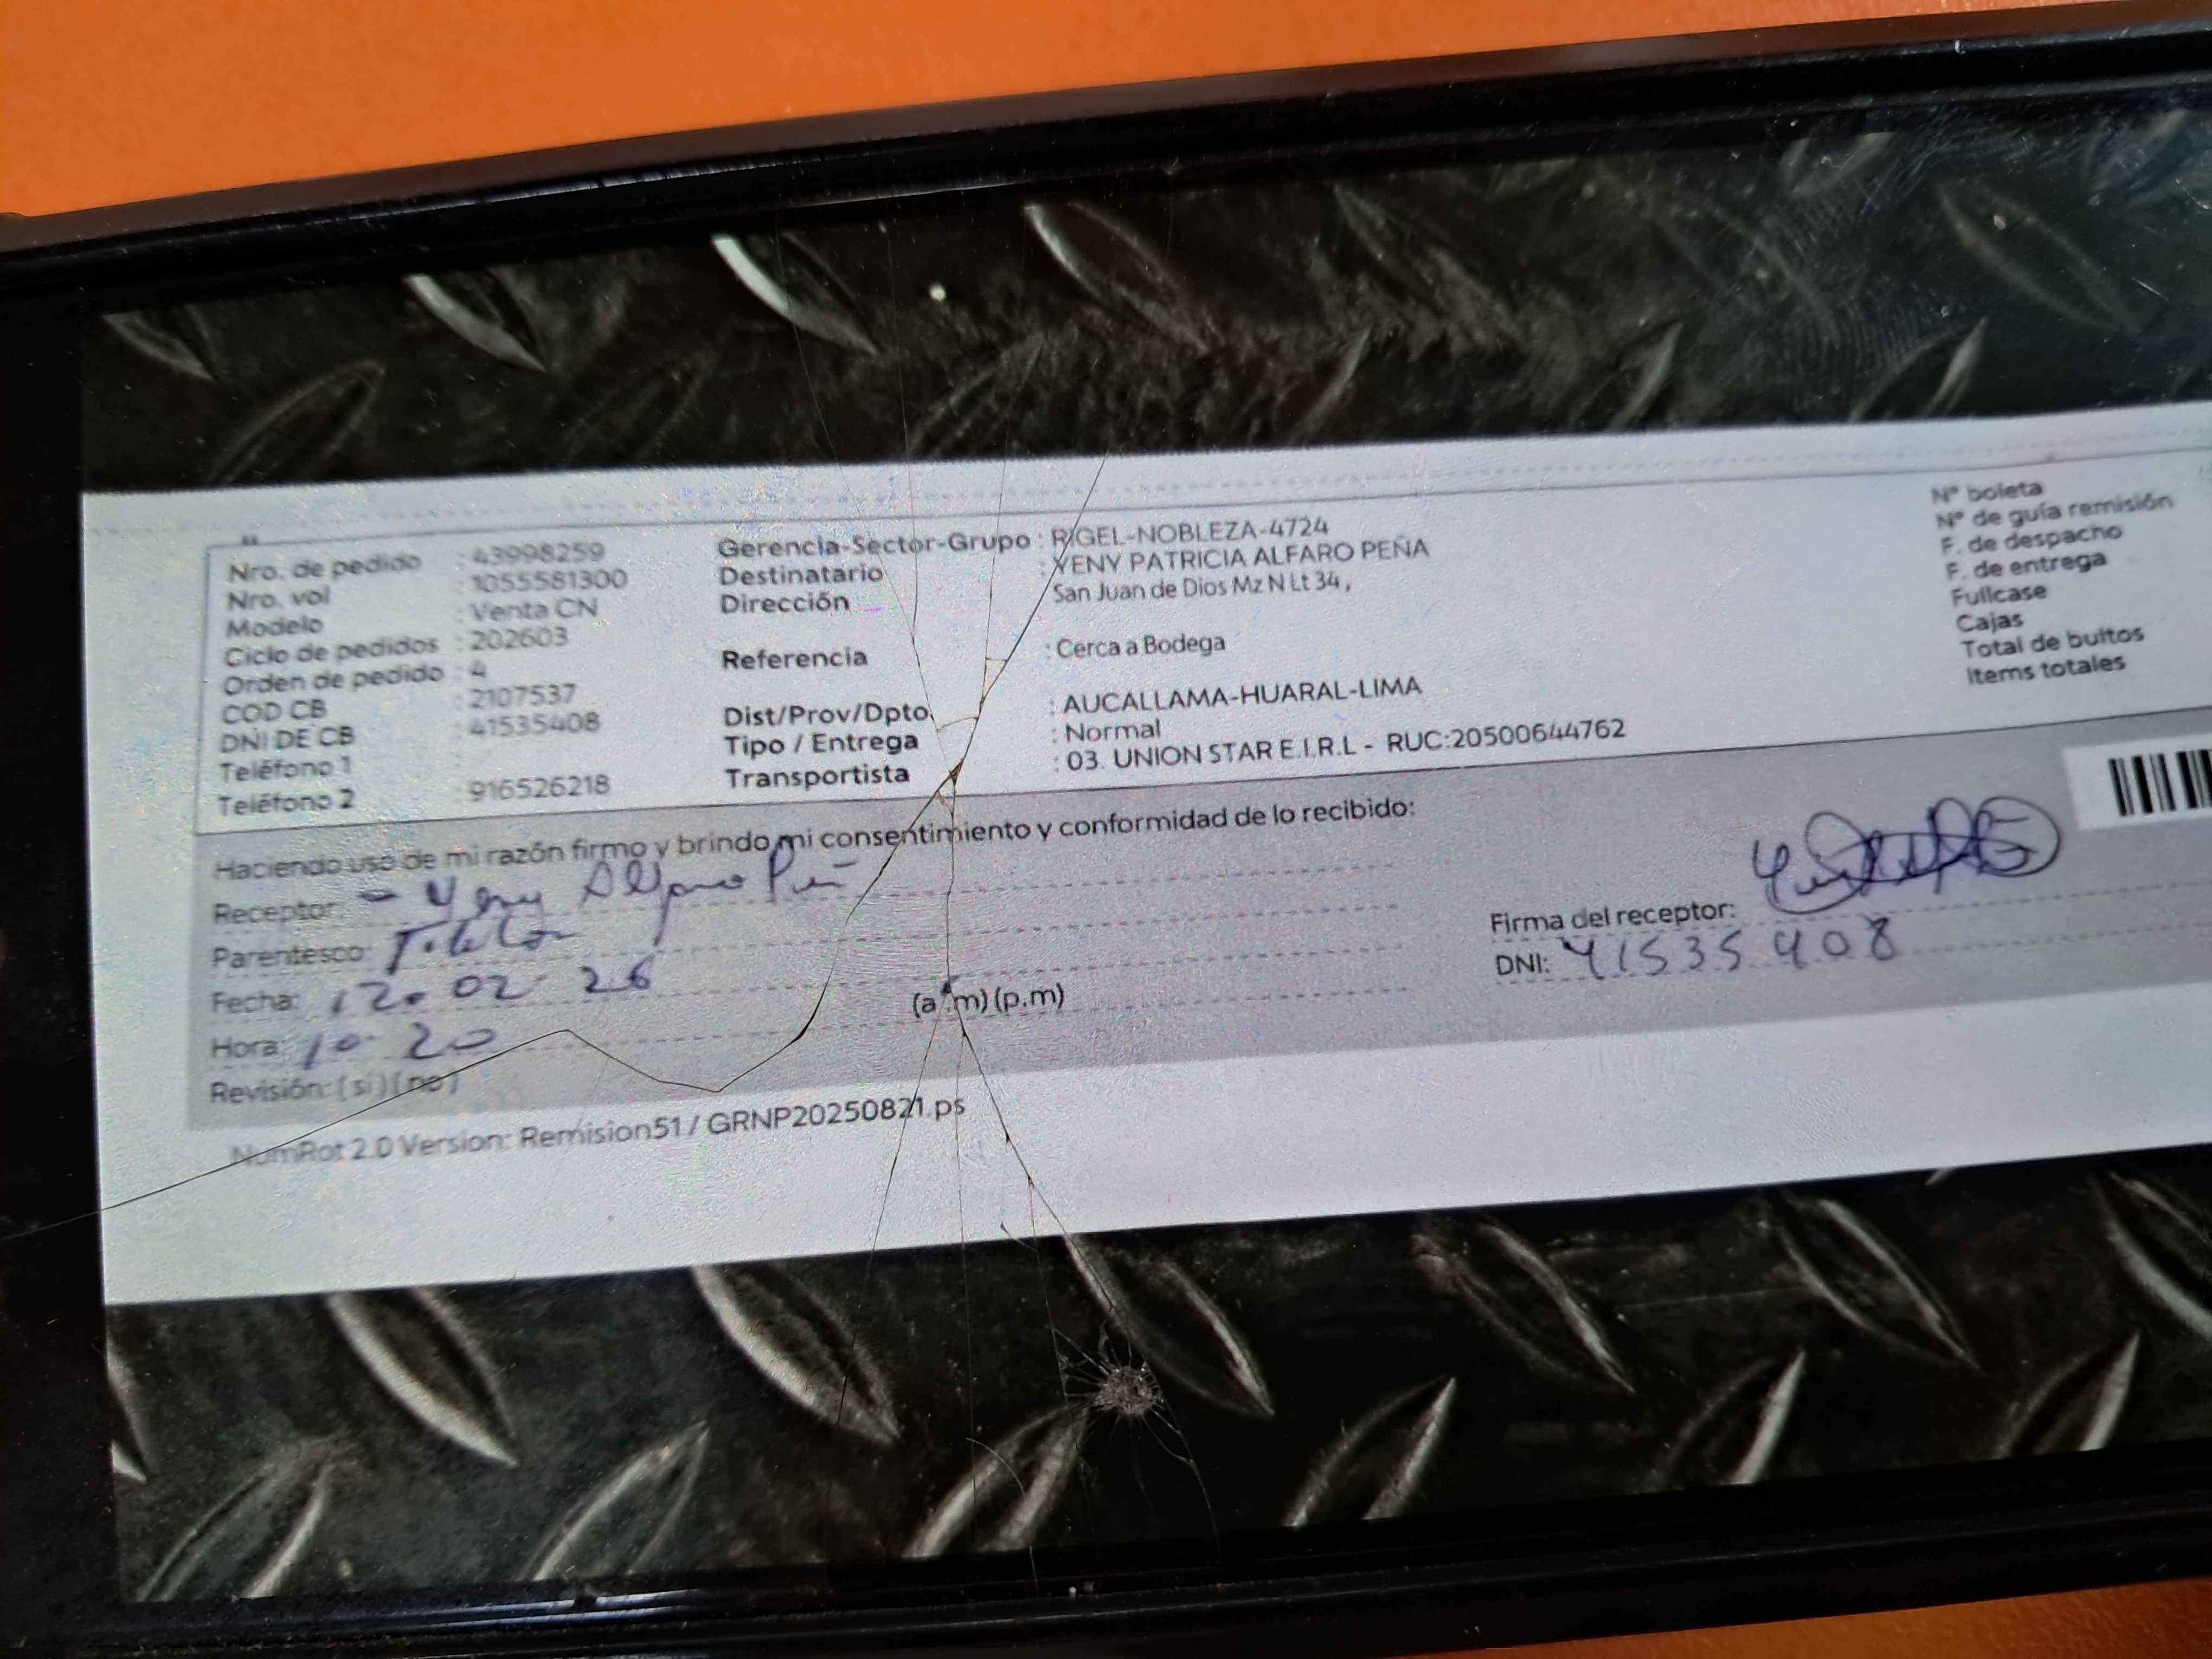 Nro. de pedido : 43998259
Nro. vol : 1055581300
Modelo : Venta CN
Ciclo de pedidos : 202603
Orden de pedido : 4
COD CB : 2107537
DNI DE CB : 41535408
Teléfono 1 :
Teléfono 2 : 916526218
Gerencia-Sector-Grupo : RIGEL-NOBLEZA-4724
Destinatario : YENY PATRICIA ALFARO PEÑA
Dirección San Juan de Dios Mz N Lt 34,
Referencia : Cerca a Bodega
Dist/Prov/Dpto : AUCALLAMA-HUARAL-LIMA
Tipo / Entrega : Normal
Transportista : 03. UNION STAR E.I.R.L - RUC:20500644762
N° boleta
N° de guía remisión
F. de despacho
F. de entrega
Fullcase
Cajas
Total de bultos
Items totales
Haciendo uso de mi razón firmo y brindo mi consentimiento y conformidad de lo recibido:
Receptor: - Yeny Alfaro
Parentesco:
Fecha: 12. 02 26
Hora: 10 20 (a.m) (p.m)
Revisión: (si) (no)
Firma del receptor:
DNI: 41535408
NumRot 2.0 Version: Remision51 / GRNP20250821.ps